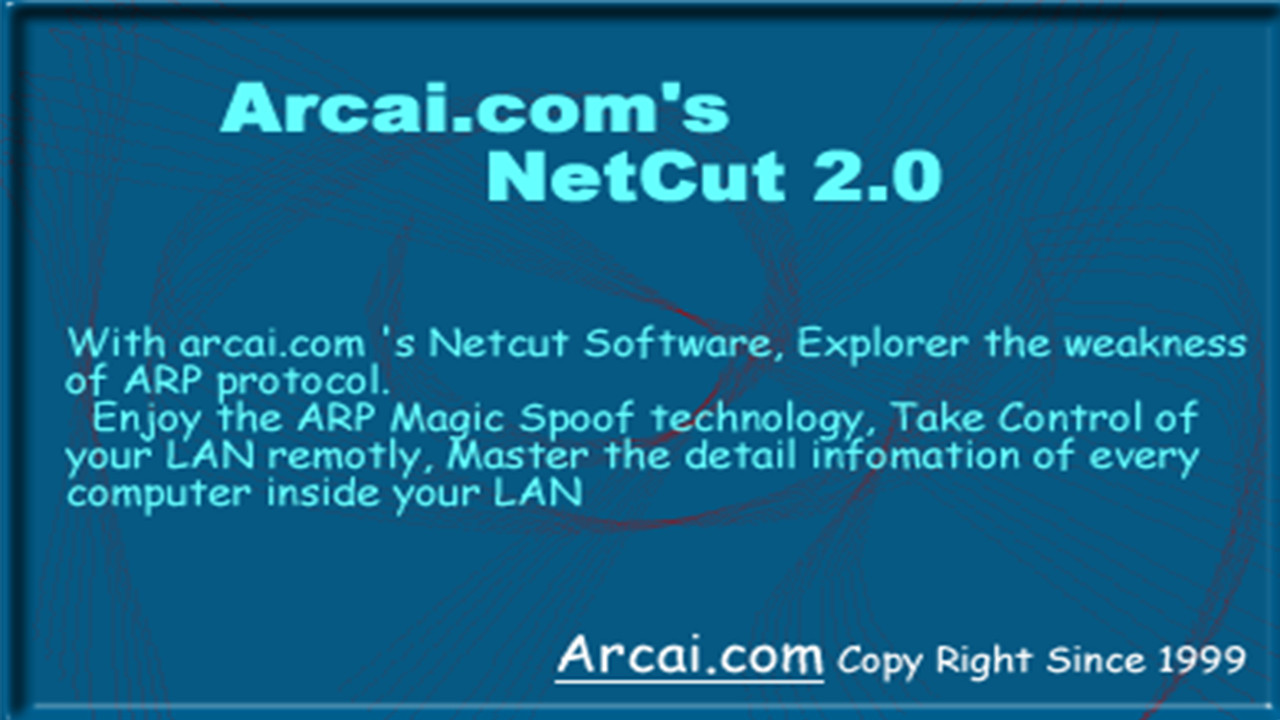 Arcai.com's
NetCut 2.0
With arcai.com 's Netcut Software, Explorer the weakness
of ARP protocol.
Enjoy the ARP Magic Spoof technology, Take Control of
your LAN remotly, Master the detail infomation of every
computer inside your LAN
Arcai.com Copy Right Since 1999